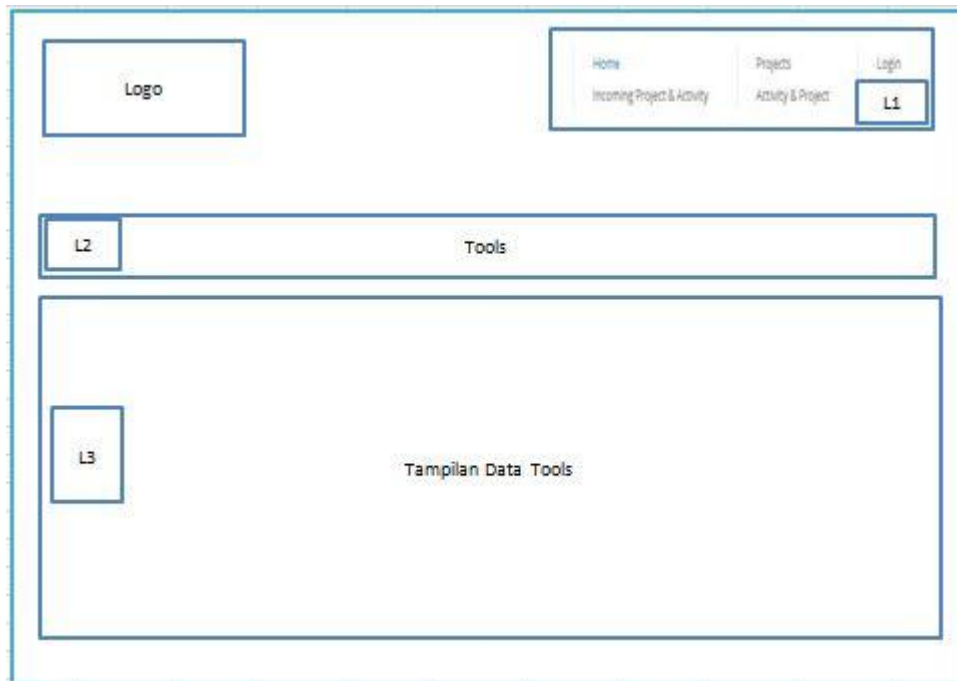 Logo
Home
Projects
Login
Incoming Project & Activity
Activity & Project
L1
L2
Tools
L3
Tampilan Data Tools